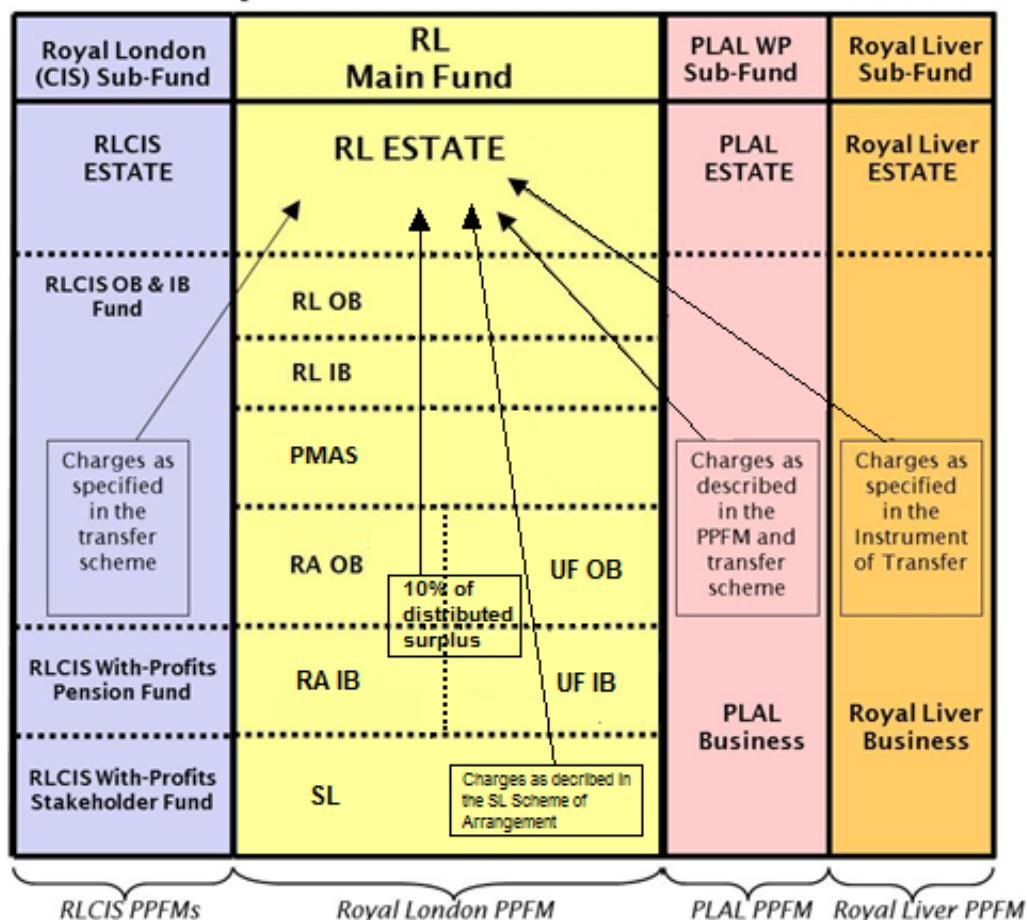 Royal London
(CIS) Sub-Fund
RL
Main Fund
PLAL WP
Sub-Fund
Royal Liver
Sub-Fund
RLCIS
ESTATE
RL ESTATE
PLAL
ESTATE
Royal Liver
ESTATE
RLCIS OB & IB
Fund
RL OB
RL IB
PMAS
Charges as
specified
in the
transfer
scheme
Charges as
described
in the
PPFM and
transfer
scheme
Charges as
specified
in the
Instrument
of Transfer
RA OB
UF OB
10% of
distributed
surplus
RLCIS With-Profits
Pension Fund
RA IB
UF IB
PLAL
Business
Royal Liver
Business
RLCIS With-Profits
Stakeholder Fund
SL
Charges as decribed in
the SL Scheme of
Arrangement
RLCIS PPFMs
Royal London PPFM
PLAL PPFM
Royal Liver PPFM